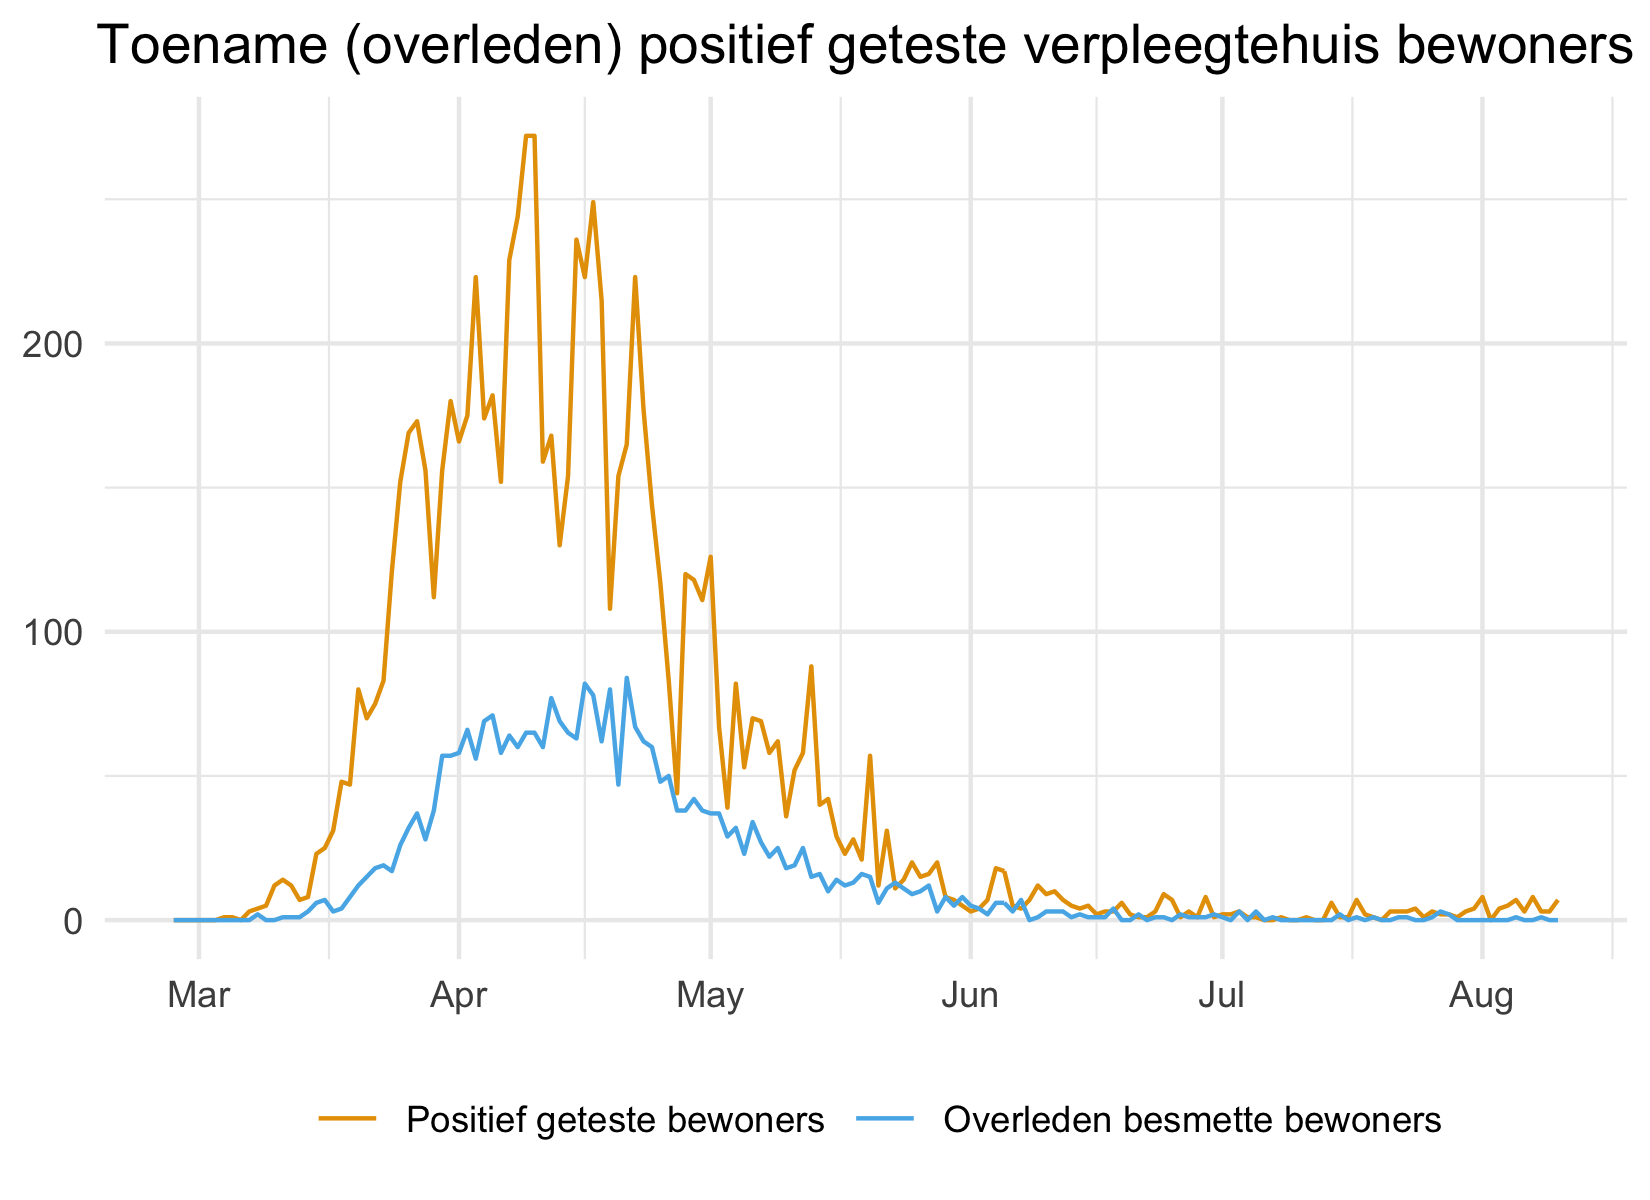 Toename (overleden) positief geteste verpleegtehuis bewoners
200
100
0
Mar Apr May Jun Jul Aug
Positief geteste bewoners Overleden besmette bewoners